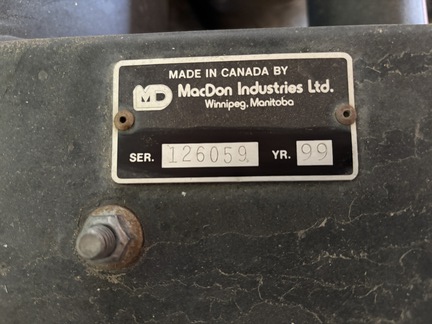 MADE IN CANADA BY
MD MacDon Industries Ltd.
Winnipeg, Manitoba
SER. 126059 YR. 99